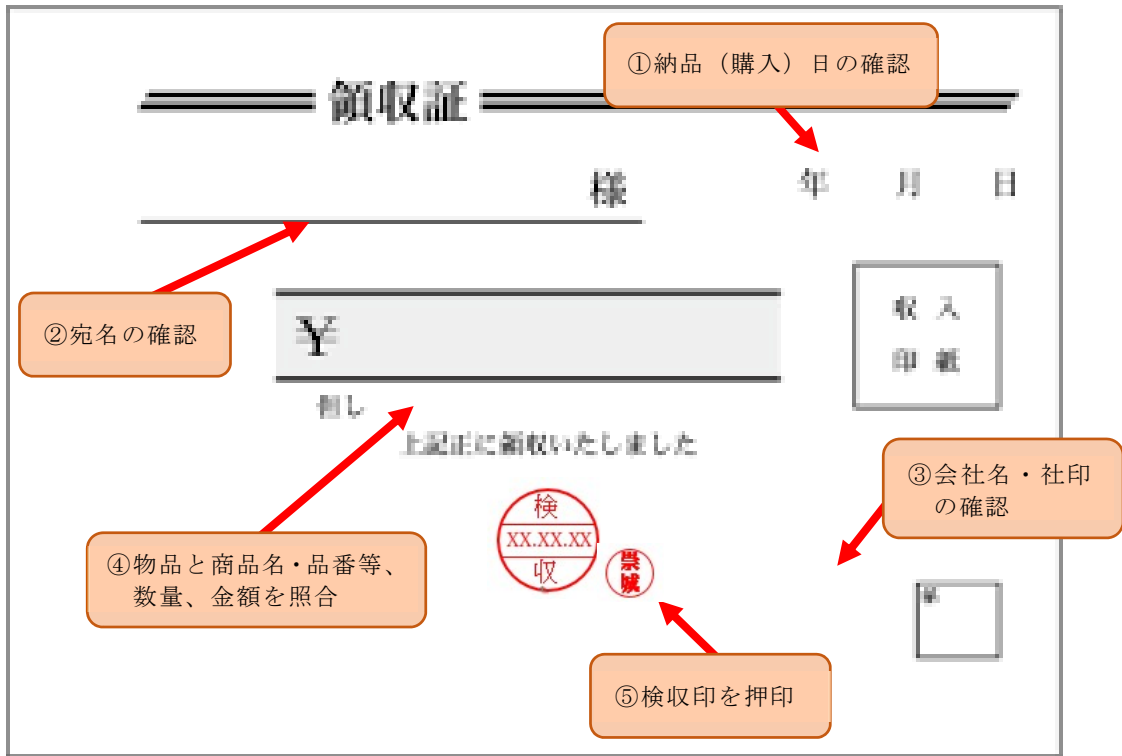 ①納品（購入）日の確認
領収証
様
年 月 日
②宛名の確認
¥
収入
印紙
但し
上記正に領収いたしました
③会社名・社印
の確認
④物品と商品名・品番等、
数量、金額を照合
検
XX.XX.XX
収
崇城
⑤検収印を押印